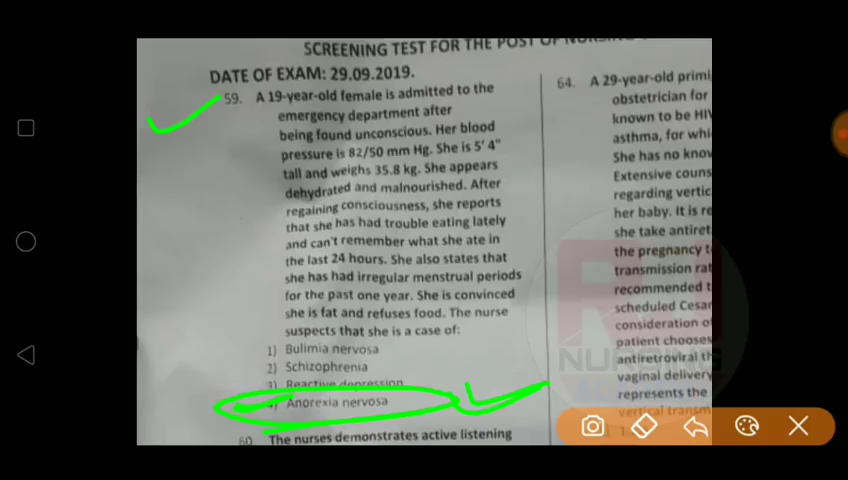 SCREENING TEST FOR THE POST OF
DATE OF EXAM: 29.09.2019.
59. A 19-year-old female is admitted to the
emergency department after
being found unconscious. Her blood
pressure is 82/50 mm Hg. She is 5' 4"
tall and weighs 35.8 kg. She appears
dehydrated and malnourished. After
regaining consciousness, she reports
that she has had trouble eating lately
and can't remember what she ate in
the last 24 hours. She also states that
she has had irregular menstrual periods
for the past one year. She is convinced
she is fat and refuses food. The nurse
suspects that she is a case of:
1) Bulimia nervosa
2) Schizophrenia
3) Reactive depression
Anorexia nervosa
60. The nurses demonstrates active listening
64. A 29-year-old primi
obstetrician for
known to be HIV
asthma, for whi
She has no know
Extensive couns
regarding vertic
her baby. It is re
she take antiret
the pregnancy t
transmission rat
recommended t
scheduled Cesar
consideration of
patient chooses
antiretroviral th
vaginal delivery
represents the
vertical transm
NURSING